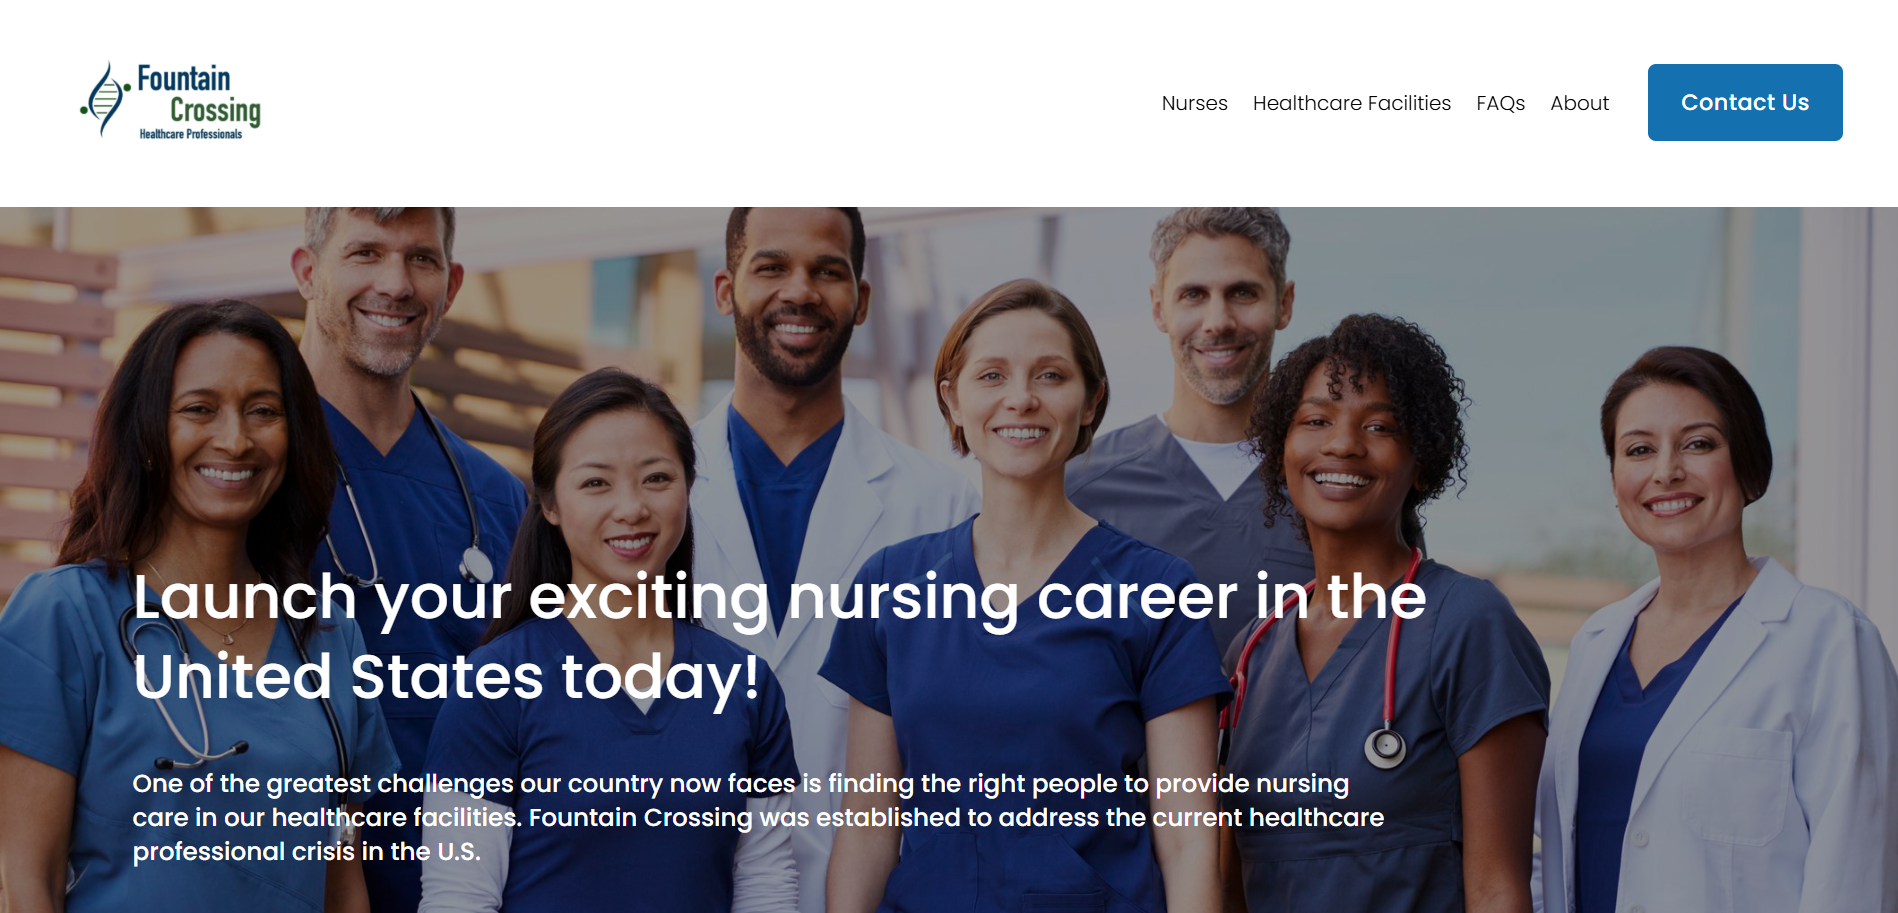 Fountain
Crossing
Healthcare Professionals
Nurses Healthcare Facilities FAQs About Contact Us
Launch your exciting nursing career in the
United States today!
One of the greatest challenges our country now faces is finding the right people to provide nursing
care in our healthcare facilities. Fountain Crossing was established to address the current healthcare
professional crisis in the U.S.